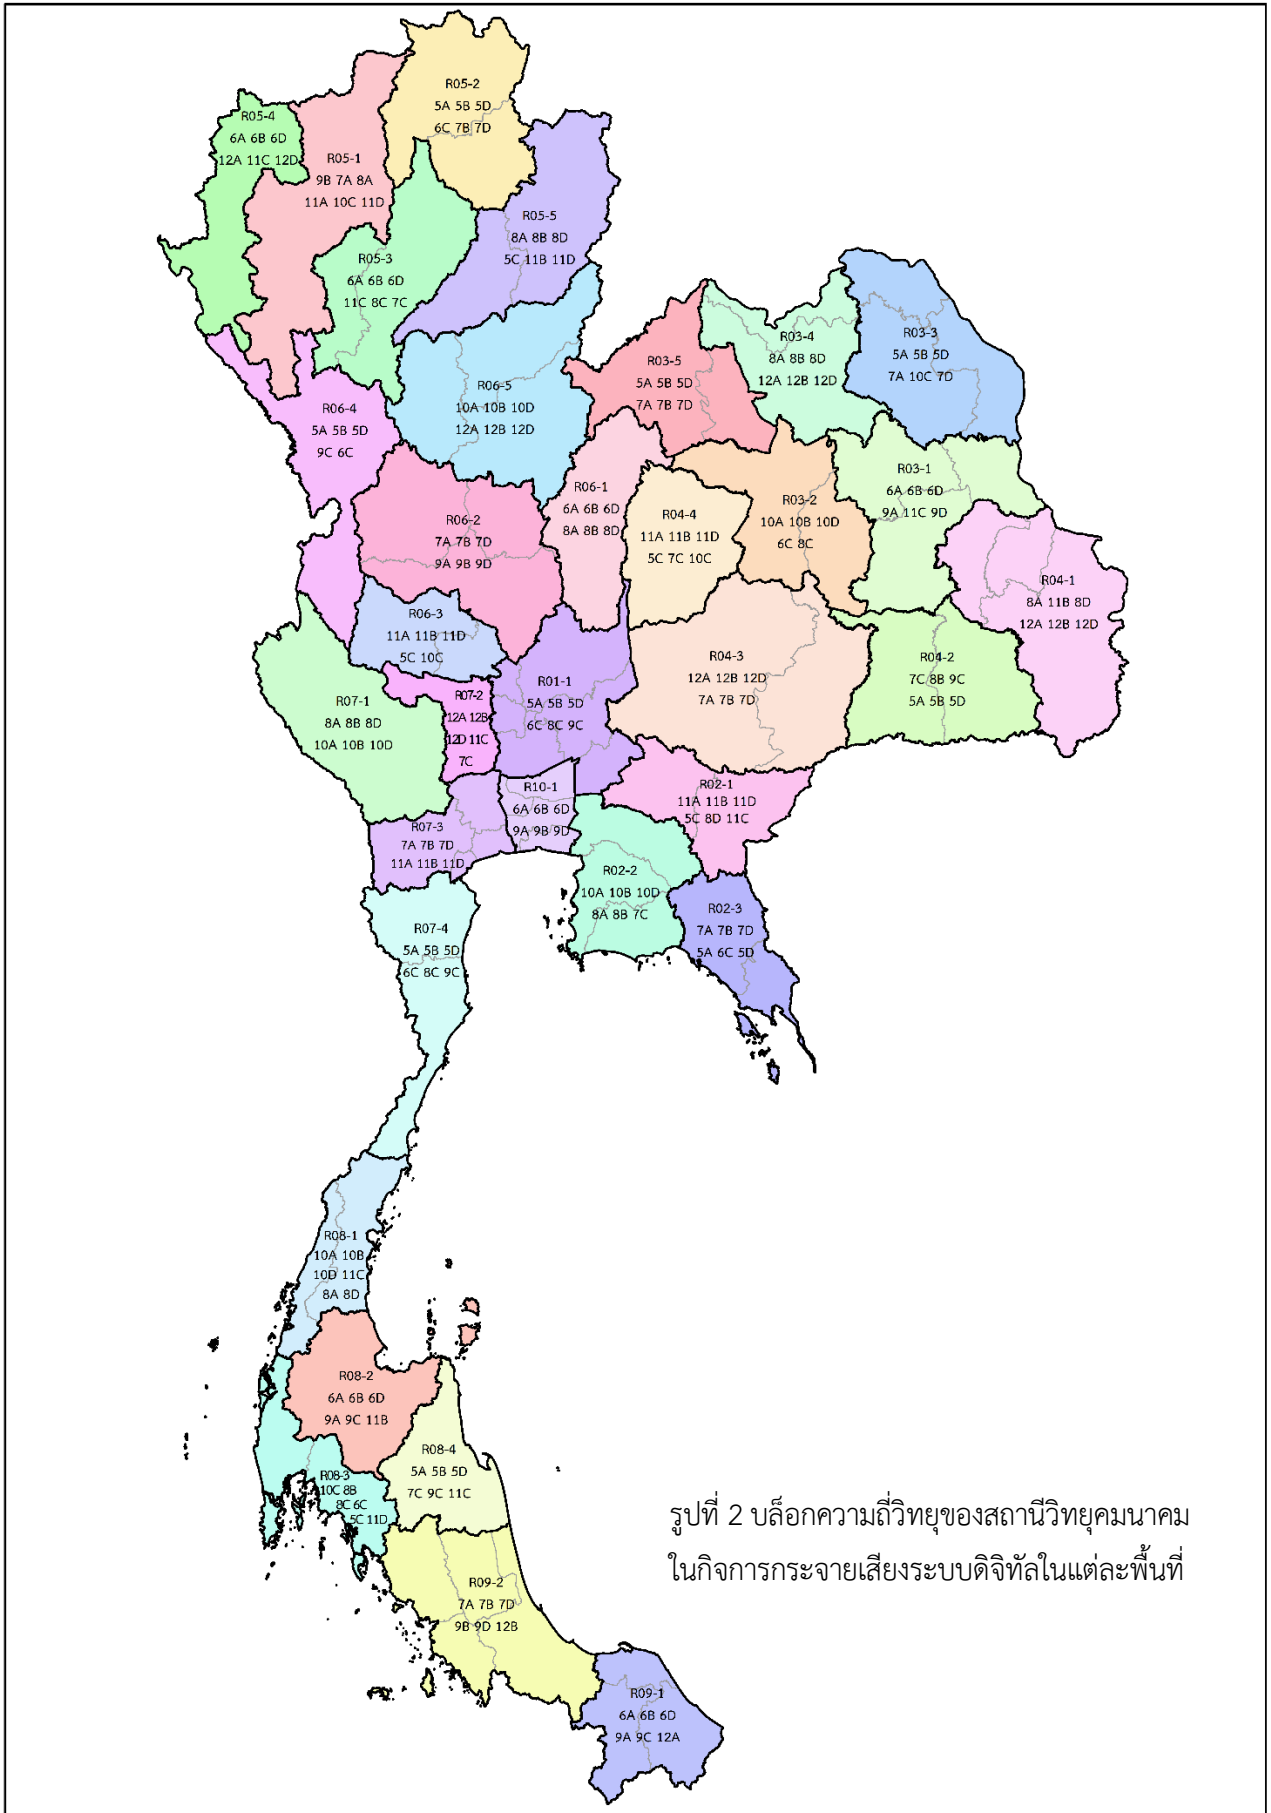 R05-2
5A 5B 5D
6C 7B 7D
R05-4
6A 6B 6D
12A 11C 12D
R05-1
9B 7A 8A
11A 10C 11D
R05-5
8A 8B 8D
5C 11B 11D
R05-3
6A 6B 6D
11C 8C 7C
R03-3
5A 5B 5D
7A 10C 7D
R03-4
8A 8B 8D
12A 12B 12D
R03-5
5A 5B 5D
7A 7B 7D
R06-5
10A 10B 10D
12A 12B 12D
R06-4
5A 5B 5D
9C 6C
R03-1
6A 6B 6D
9A 11C 9D
R06-1
6A 6B 6D
8A 8B 8D
R03-2
10A 10B 10D
6C 8C
R04-4
11A 11B 11D
5C 7C 10C
R06-2
7A 7B 7D
9A 9B 9D
R04-1
8A 11B 8D
12A 12B 12D
R06-3
11A 11B 11D
5C 10C
R04-3
12A 12B 12D
7A 7B 7D
R04-2
7C 8B 9C
5A 5B 5D
R01-1
5A 5B 5D
6C 8C 9C
R07-1
8A 8B 8D
10A 10B 10D
R07-2
12A 12B
12D 11C
7C
R02-1
11A 11B 11D
5C 8D 11C
R10-1
6A 6B 6D
9A 9B 9D
R07-3
7A 7B 7D
11A 11B 11D
R02-2
10A 10B 10D
8A 8B 7C
R02-3
7A 7B 7D
5A 6C 5D
R07-4
5A 5B 5D
6C 8C 9C
R08-1
10A 10B
10D 11C
8A 8D
R08-2
6A 6B 6D
9A 9C 11B
R08-4
5A 5B 5D
7C 9C 11C
R08-3
10C 8B
8C 6C
5C 11D
รูปที่ 2 บล็อกความถี่วิทยุของสถานีวิทยุคมนาคม
ในกิจการกระจายเสียงระบบดิจิทัลในแต่ละพื้นที่
R09-2
7A 7B 7D
9B 9D 12B
R09-1
6A 6B 6D
9A 9C 12A